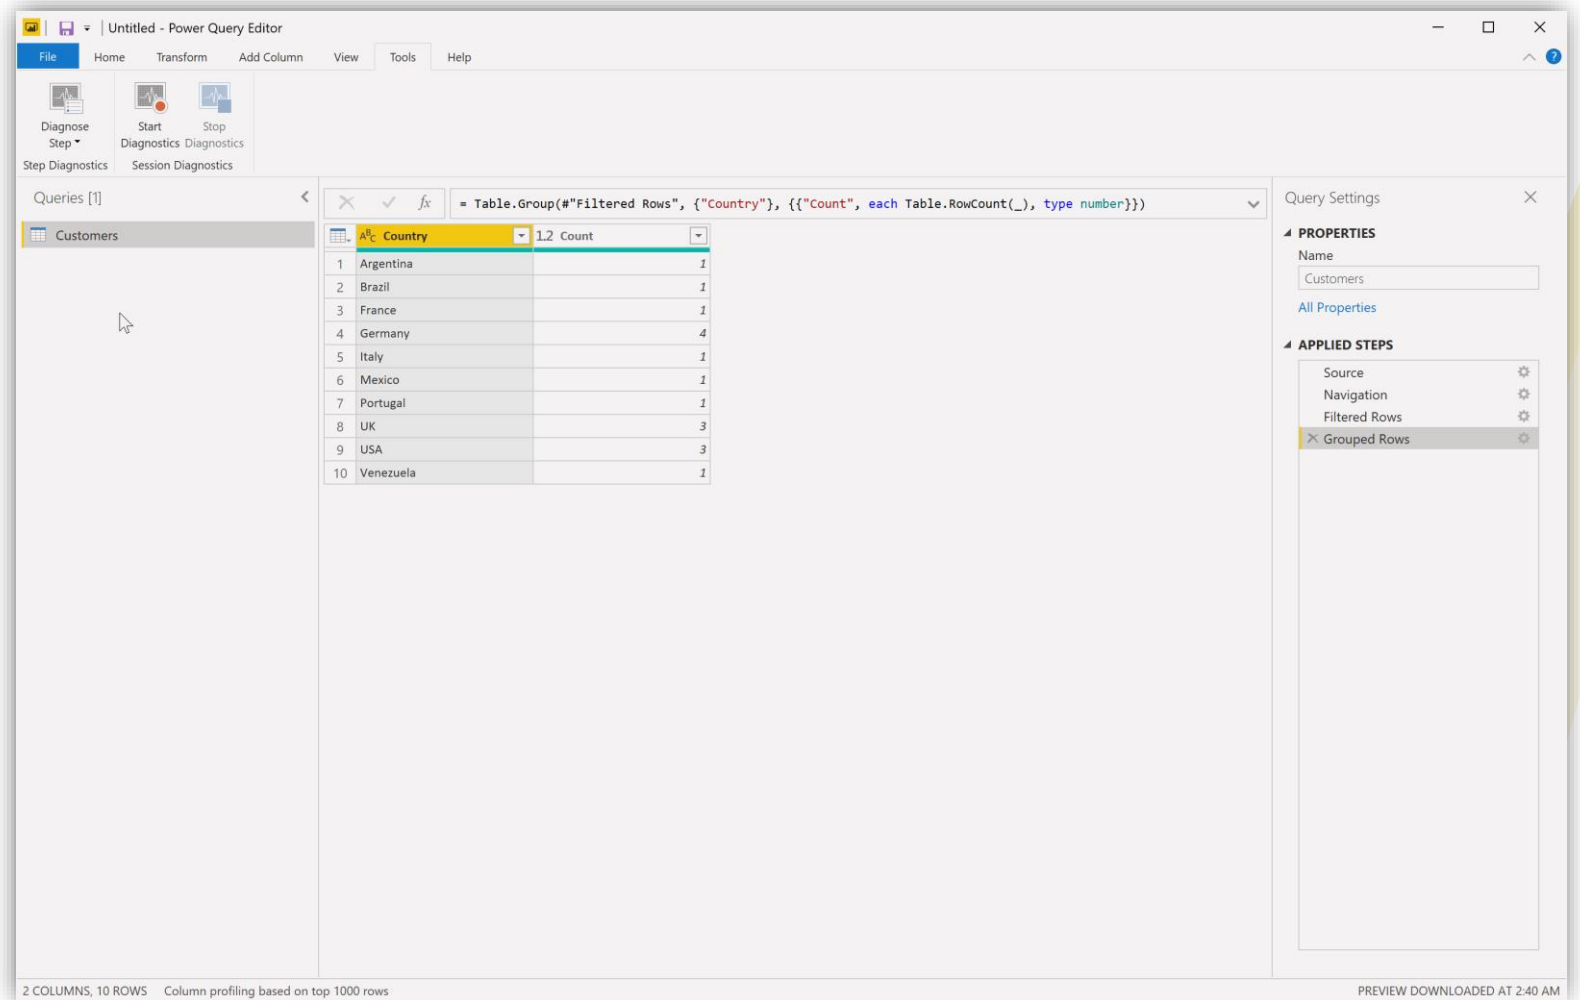 Untitled - Power Query Editor
File Home Transform Add Column View Tools Help
Diagnose Step
Start Diagnostics
Stop Diagnostics
Step Diagnostics
Session Diagnostics
Queries [1]
Customers
fx
= Table.Group(#"Filtered Rows", {"Country"}, {{"Count", each Table.RowCount(_), type number}})
ABC Country 1.2 Count
1 Argentina 1
2 Brazil 1
3 France 1
4 Germany 4
5 Italy 1
6 Mexico 1
7 Portugal 1
8 UK 3
9 USA 3
10 Venezuela 1
Query Settings
PROPERTIES
Name
Customers
All Properties
APPLIED STEPS
Source
Navigation
Filtered Rows
Grouped Rows
2 COLUMNS, 10 ROWS Column profiling based on top 1000 rows
PREVIEW DOWNLOADED AT 2:40 AM